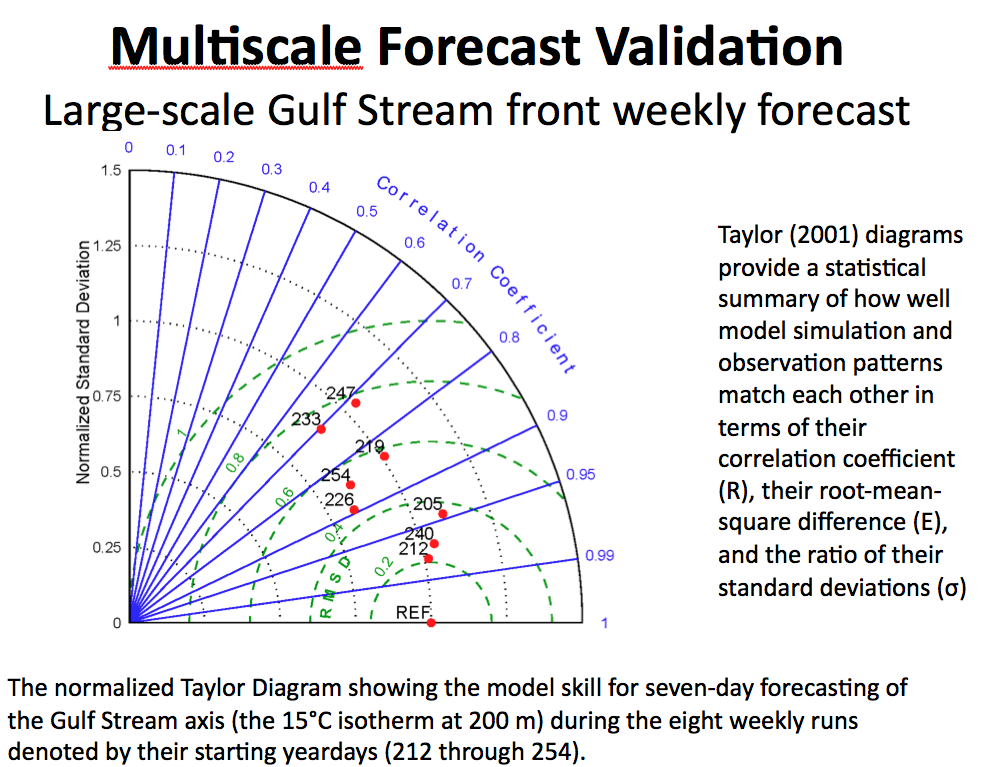 Multiscale Forecast Validation
Large-scale Gulf Stream front weekly forecast
0
0.1
0.2
0.3
0.4
0.5
0.6
0.7
0.8
0.9
0.95
0.99
1
Correlation Coefficient
1.5
1.25
1
0.75
0.5
0.25
0
Normalized Standard Deviation
1
0.8
0.6
0.4
0.2
RMSD
247
233
219
254
226
205
240
212
REF
Taylor (2001) diagrams
provide a statistical
summary of how well
model simulation and
observation patterns
match each other in
terms of their
correlation coefficient
(R), their root-mean-
square difference (E),
and the ratio of their
standard deviations (σ)
The normalized Taylor Diagram showing the model skill for seven-day forecasting of
the Gulf Stream axis (the 15°C isotherm at 200 m) during the eight weekly runs
denoted by their starting yeardays (212 through 254).